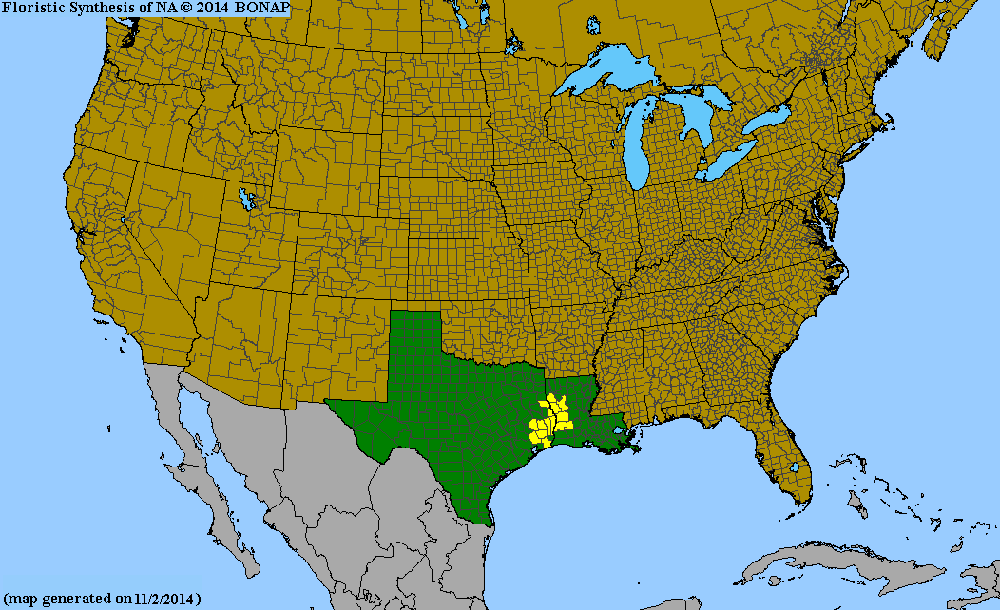 Floristic Synthesis of NA © 2014 BONAP
(map generated on 11/2/2014 )